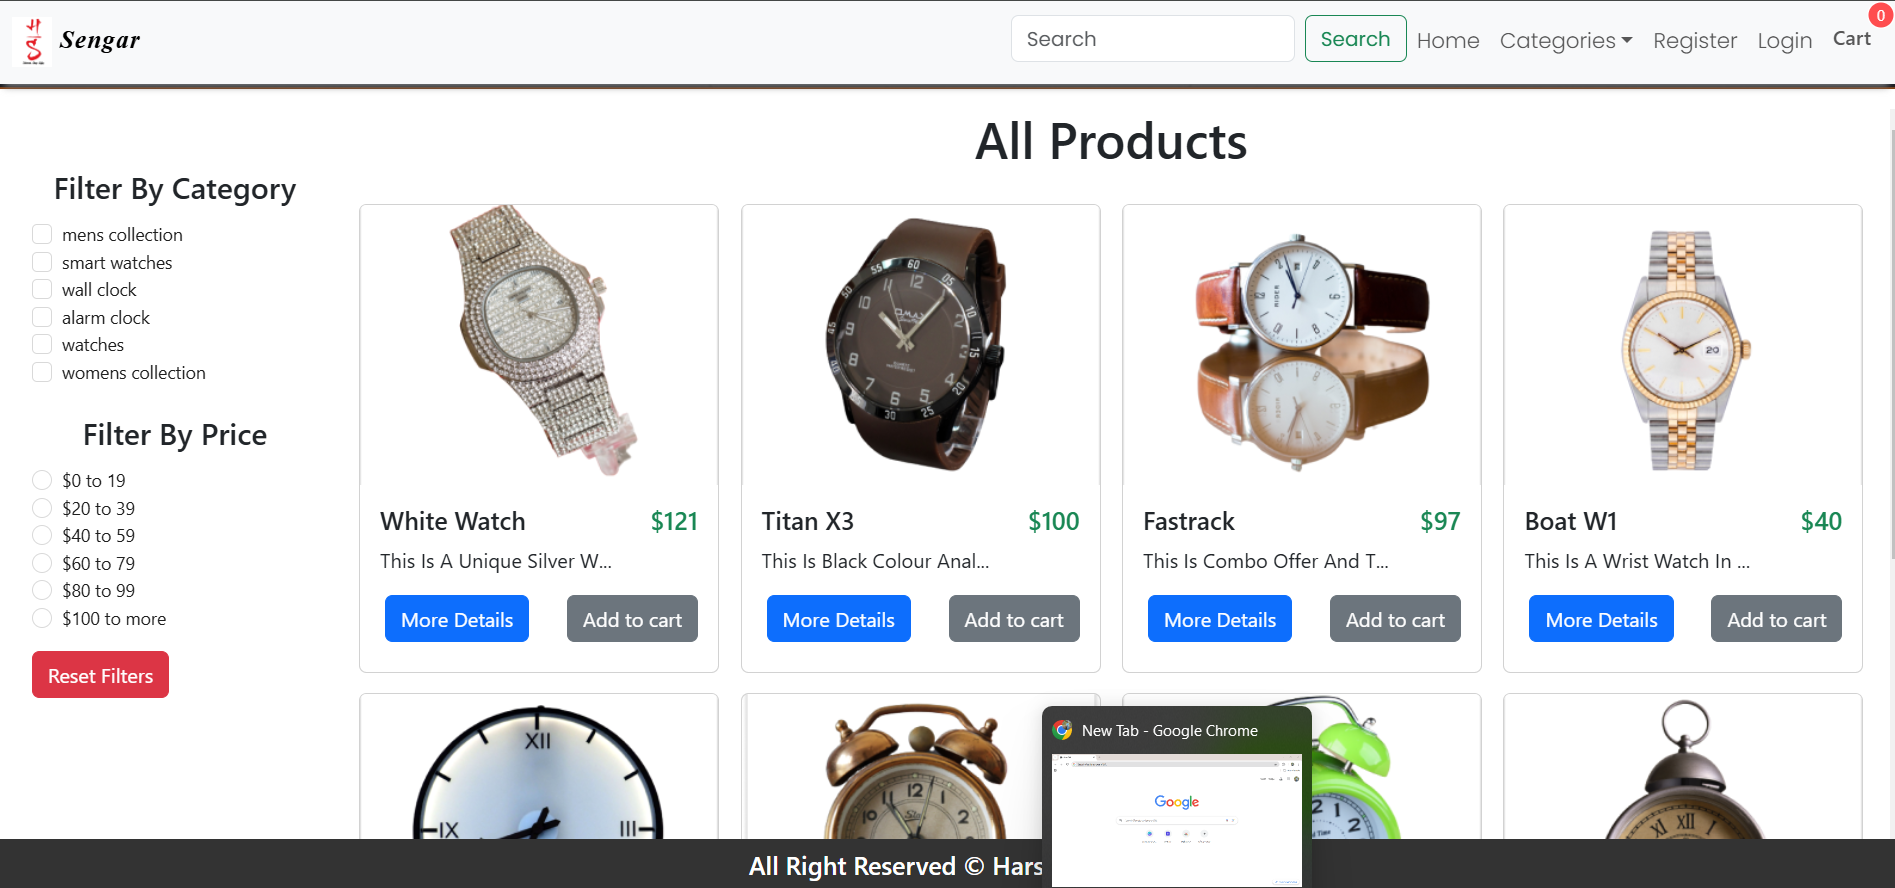 Sengar
Search
Search
Home
Categories
Register
Login
Cart
0
All Products
Filter By Category
mens collection
smart watches
wall clock
alarm clock
watches
womens collection
Filter By Price
$0 to 19
$20 to 39
$40 to 59
$60 to 79
$80 to 99
$100 to more
Reset Filters
White Watch $121
This Is A Unique Silver W...
More Details Add to cart
Titan X3 $100
This Is Black Colour Anal...
More Details Add to cart
Fastrack $97
This Is Combo Offer And T...
More Details Add to cart
Boat W1 $40
This Is A Wrist Watch In ...
More Details Add to cart
New Tab - Google Chrome
Google
All Right Reserved © Hars